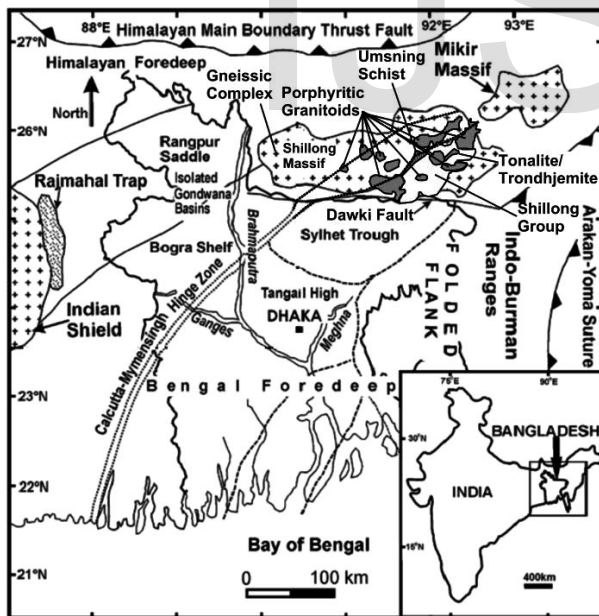 IJS
88°E
92°E
93°E
27°N
Himalayan Main Boundary Thrust Fault
Himalayan Foredeep
North
Gneissic
Complex
Porphyritic
Granitoids
Umsning
Schist
Mikir
Massif
26°N
Rangpur
Saddle
Shillong
Massif
Tonalite/
Trondhjemite
Rajmahal Trap
Isolated
Gondwana
Basins
Dawki Fault
Shillong
Group
Brahmaputra
Bogra Shelf
Sylhet Trough
FOLDED
FLANK
Indo-Burman
Ranges
Arakan-Yoma Suture
Calcutta-Mymensingh Hinge Zone
Tangail High
DHAKA
Ganges
Meghna
Indian
Shield
23°N
Bengal Foredeep
22°N
21°N
Bay of Bengal
0 100 km
75°E
90°E
30°N
15°N
BANGLADESH
INDIA
400km